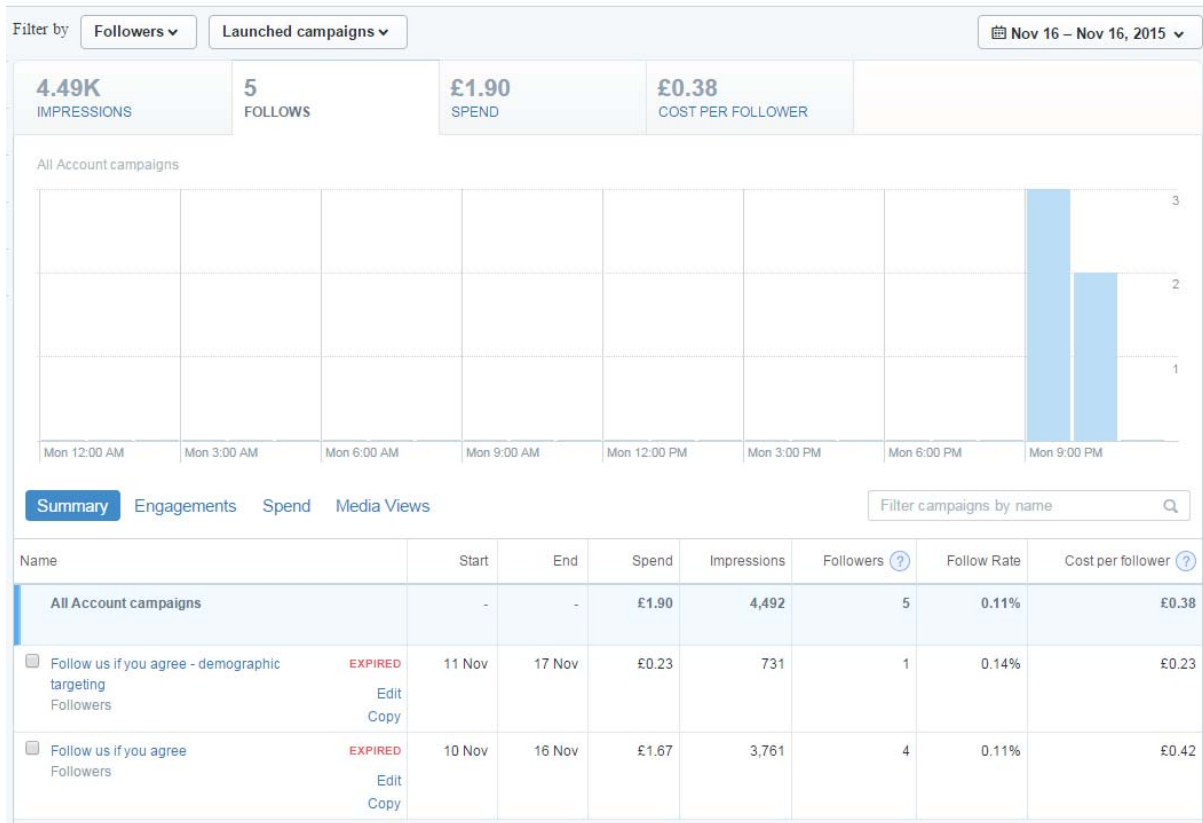 Filter by Followers Launched campaigns Nov 16 – Nov 16, 2015
4.49K 5 £1.90 £0.38
IMPRESSIONS FOLLOWS SPEND COST PER FOLLOWER
All Account campaigns
3
2
1
Mon 12:00 AM Mon 3:00 AM Mon 6:00 AM Mon 9:00 AM Mon 12:00 PM Mon 3:00 PM Mon 6:00 PM Mon 9:00 PM
Summary Engagements Spend Media Views Filter campaigns by name
Name Start End Spend Impressions Followers ? Follow Rate Cost per follower ?
All Account campaigns - - £1.90 4,492 5 0.11% £0.38
Follow us if you agree - demographic EXPIRED 11 Nov 17 Nov £0.23 731 1 0.14% £0.23
targeting
Followers Edit
Copy
Follow us if you agree EXPIRED 10 Nov 16 Nov £1.67 3,761 4 0.11% £0.42
Followers Edit
Copy